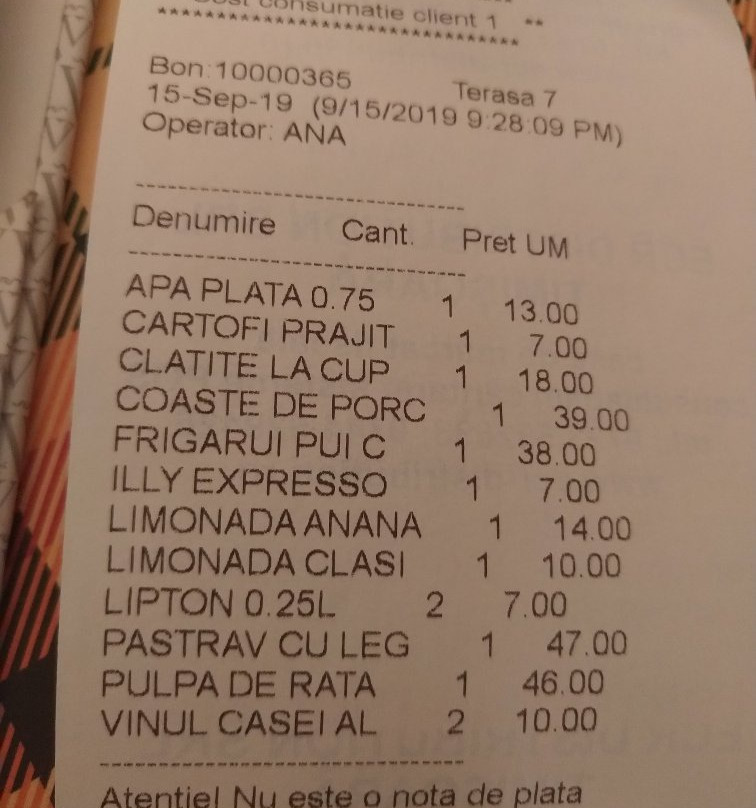 consumatie client 1 **
*******************************
Bon:10000365 Terasa 7
15-Sep-19 (9/15/2019 9:28:09 PM)
Operator: ANA
--------------------------------
Denumire Cant. Pret UM
--------------------------------
APA PLATA 0.75 1 13.00
CARTOFI PRAJIT 1 7.00
CLATITE LA CUP 1 18.00
COASTE DE PORC 1 39.00
FRIGARUI PUI C 1 38.00
ILLY EXPRESSO 1 7.00
LIMONADA ANANA 1 14.00
LIMONADA CLASI 1 10.00
LIPTON 0.25L 2 7.00
PASTRAV CU LEG 1 47.00
PULPA DE RATA 1 46.00
VINUL CASEI AL 2 10.00
--------------------------------
Atentie! Nu este o nota de plata